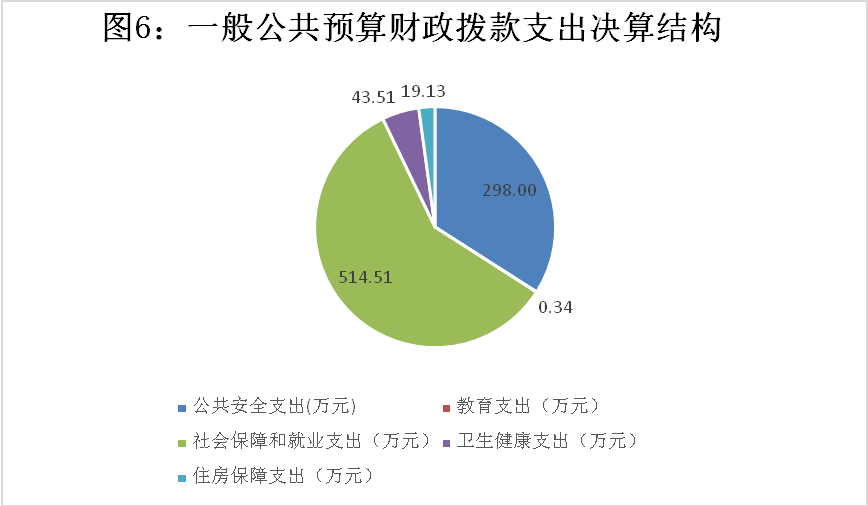 图6：一般公共预算财政拨款支出决算结构
43.51
19.13
298.00
514.51
0.34
公共安全支出(万元)
教育支出（万元）
社会保障和就业支出（万元）
卫生健康支出（万元）
住房保障支出（万元）